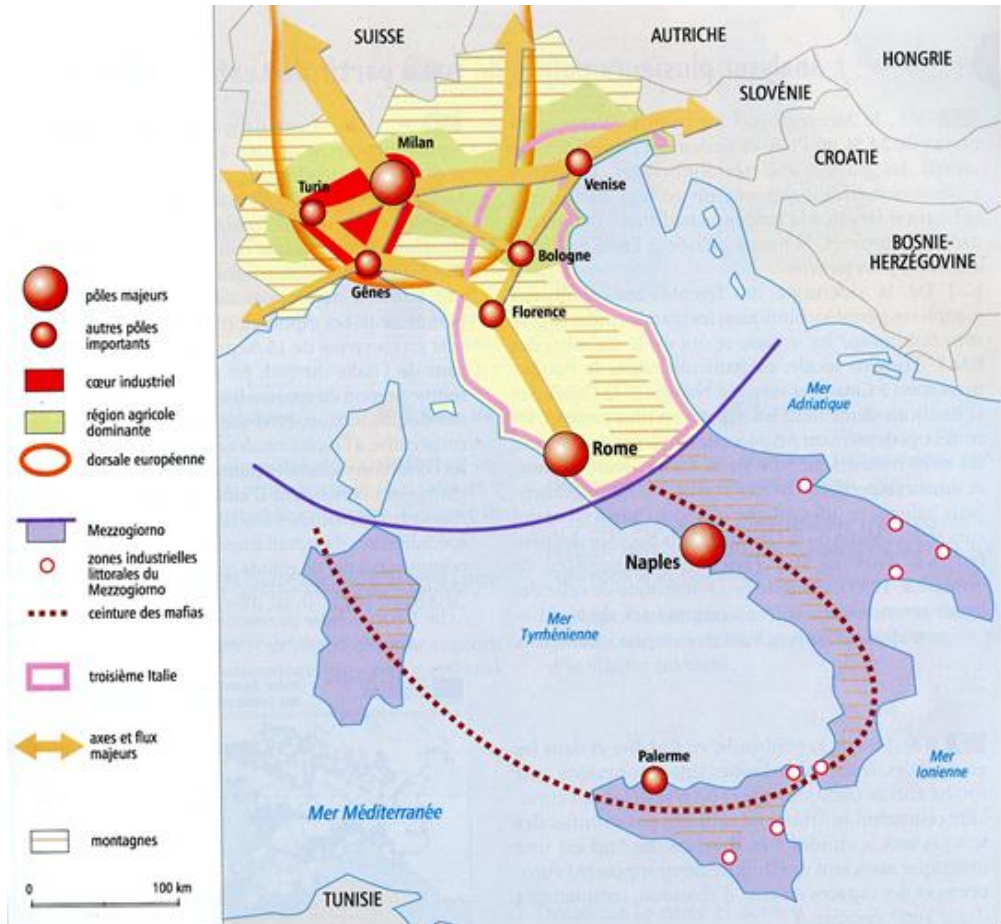 SUISSE
AUTRICHE
HONGRIE
SLOVÉNIE
CROATIE
BOSNIE-
HERZÉGOVINE
Milan
Turin
Venise
Bologne
Gênes
Florence
Rome
Mer
Adriatique
Naples
Mer
Tyrrhénienne
Mer
Ionienne
Palerme
Mer Méditerranée
TUNISIE
pôles majeurs
autres pôles
importants
cœur industriel
région agricole
dominante
dorsale européenne
Mezzogiorno
zones industrielles
littorales du
Mezzogiorno
ceinture des mafias
troisième Italie
axes et flux
majeurs
montagnes
0
100 km